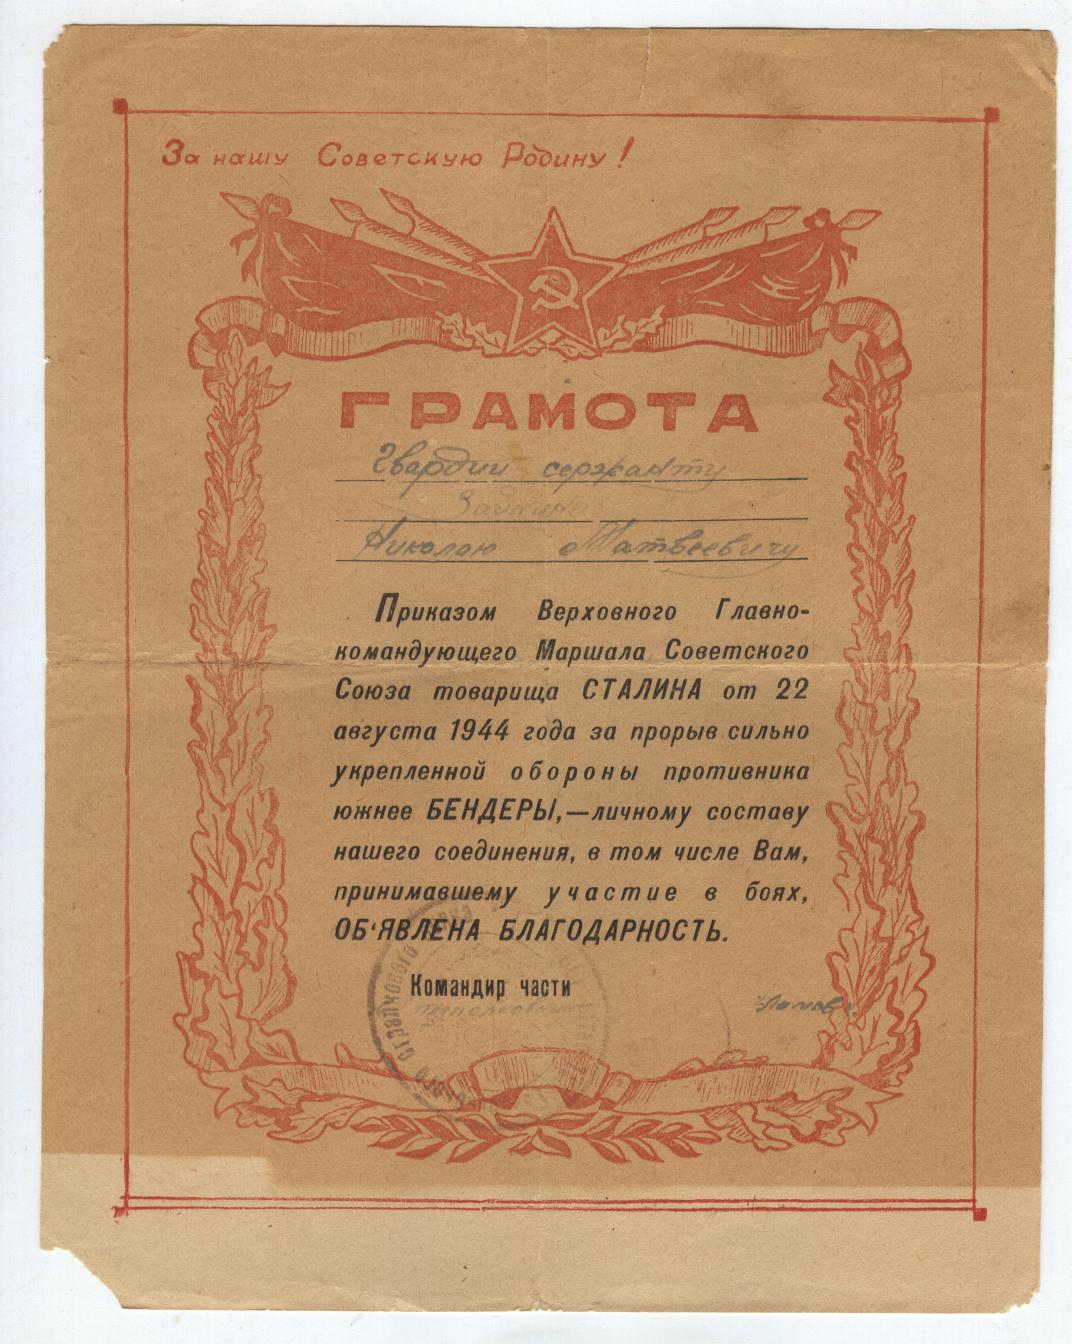 За нашу Советскую Родину!
ГРАМОТА
Гвардии сержанту
Николаю Матвеевичу
Приказом Верховного Главно-
командующего Маршала Советского
Союза товарища СТАЛИНА от 22
августа 1944 года за прорыв сильно
укрепленной обороны противника
южнее БЕНДЕРЫ,—личному составу
нашего соединения, в том числе Вам,
принимавшему участие в боях,
ОБ'ЯВЛЕНА БЛАГОДАРНОСТЬ.
Командир части
стрелкового